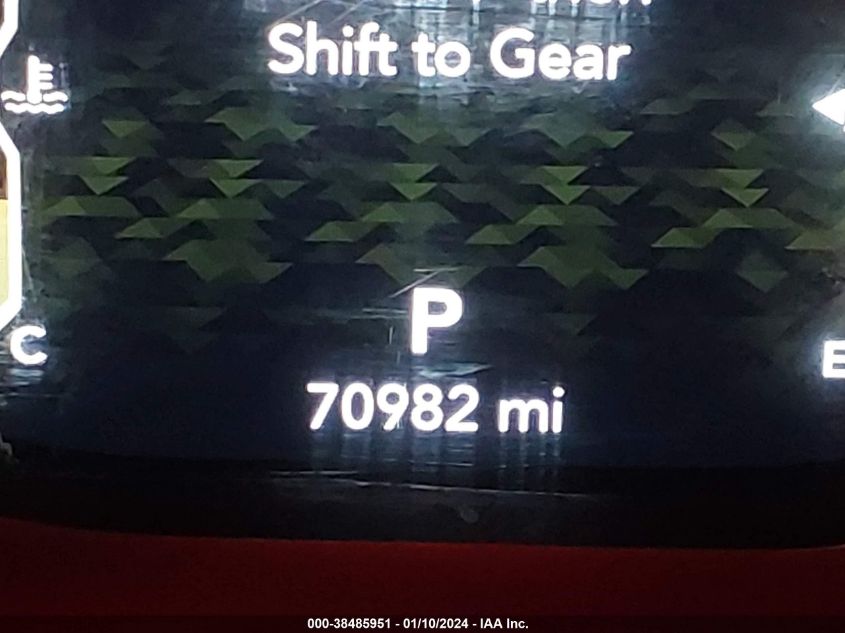 Shift to Gear
C
E
P
70982 mi
000-38485951 - 01/10/2024 - IAA Inc.